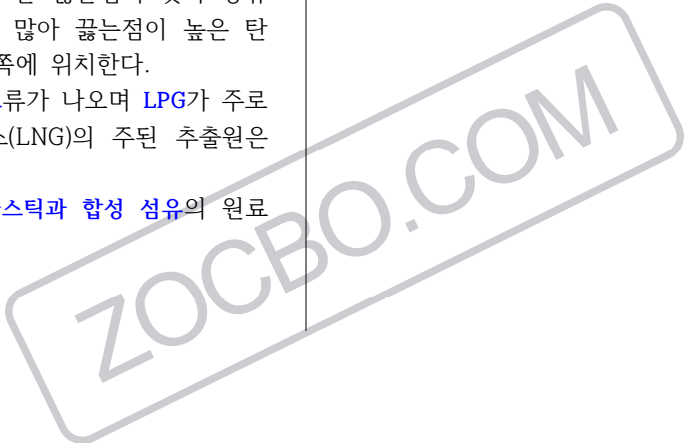 많아 끓는점이 높은 탄
쪽에 위치한다.
류가 나오며 LPG가 주로
(LNG)의 주된 추출원은
스틱과 합성 섬유의 원료
ZOCBO.COM